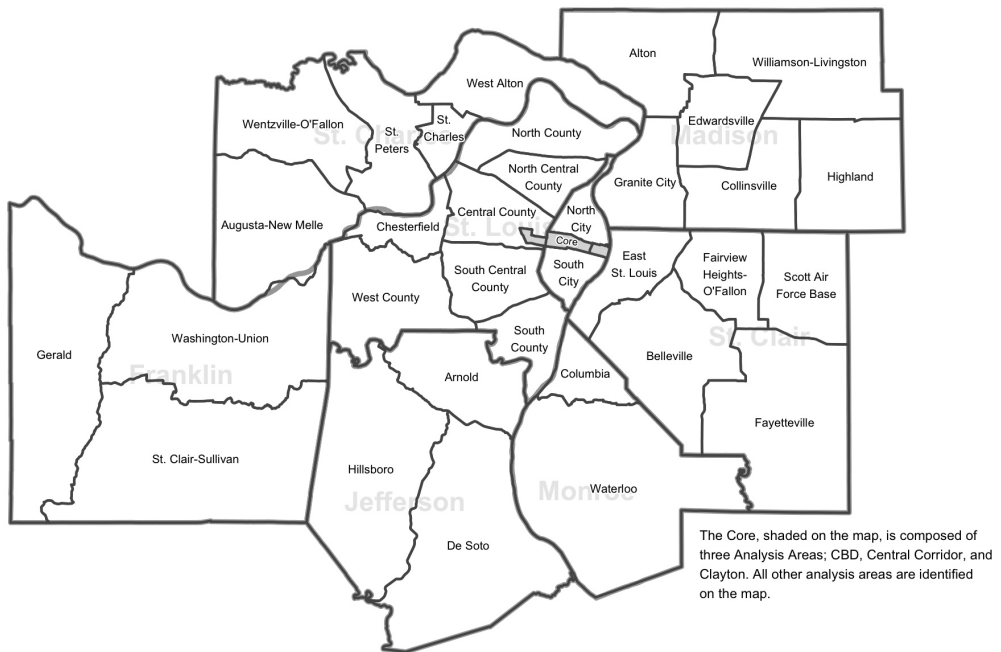 Alton
Williamson-Livingston
West Alton
Edwardsville
Wentzville-O'Fallon
St. Charles
St.
Peters
St.
Charles
North County
Madison
North Central
County
Granite City
Collinsville
Highland
Augusta-New Melle
Chesterfield
Central County
St. Louis
North
City
Core
East
St. Louis
Fairview
Heights-
O'Fallon
Scott Air
Force Base
South Central
County
South
City
West County
Washington-Union
Gerald
South
County
St. Clair
Belleville
Franklin
Arnold
Columbia
Fayetteville
St. Clair-Sullivan
Hillsboro
Jefferson
Monroe
Waterloo
De Soto
The Core, shaded on the map, is composed of
three Analysis Areas; CBD, Central Corridor, and
Clayton. All other analysis areas are identified
on the map.